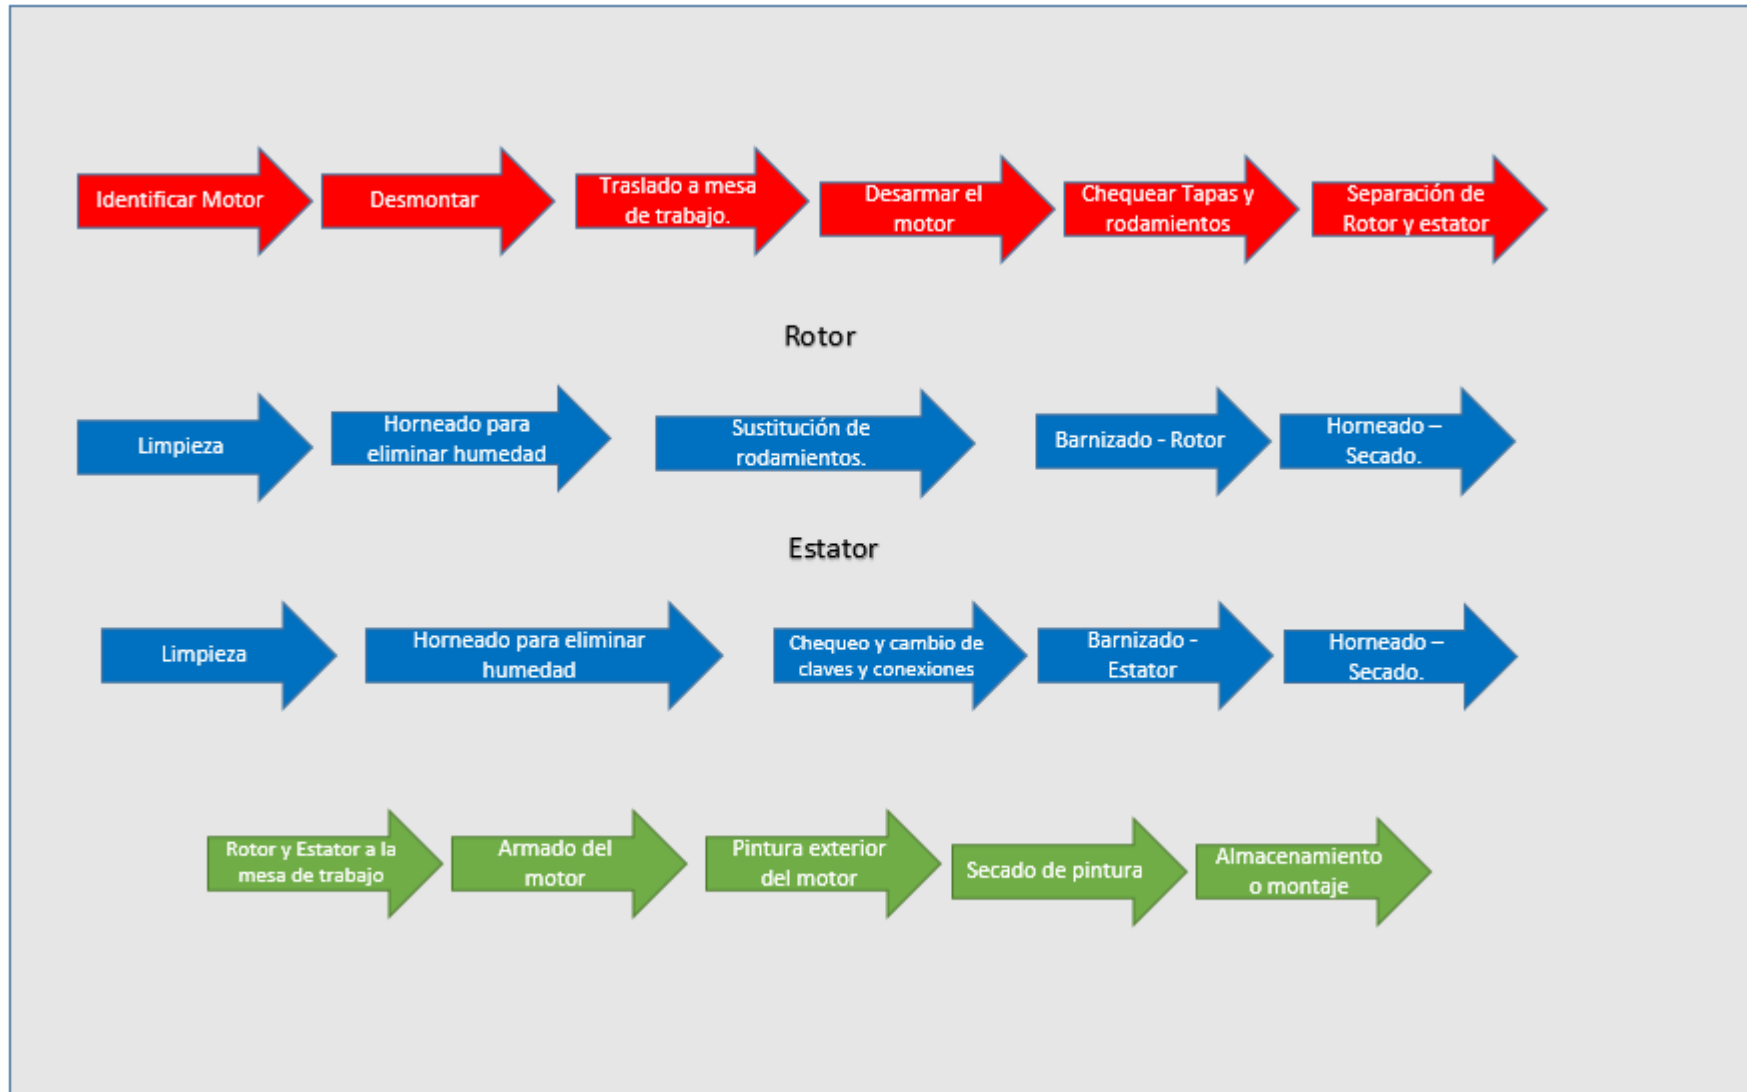 Identificar Motor
Desmontar
Traslado a mesa
de trabajo.
Desarmar el
motor
Chequear Tapas y
rodamientos
Separación de
Rotor y estator
Rotor
Limpieza
Horneado para
eliminar humedad
Sustitución de
rodamientos.
Barnizado - Rotor
Horneado –
Secado.
Estator
Limpieza
Horneado para eliminar
humedad
Chequeo y cambio de
claves y conexiones
Barnizado -
Estator
Horneado –
Secado.
Rotor y Estator a la
mesa de trabajo
Armado del
motor
Pintura exterior
del motor
Secado de pintura
Almacenamiento
o montaje